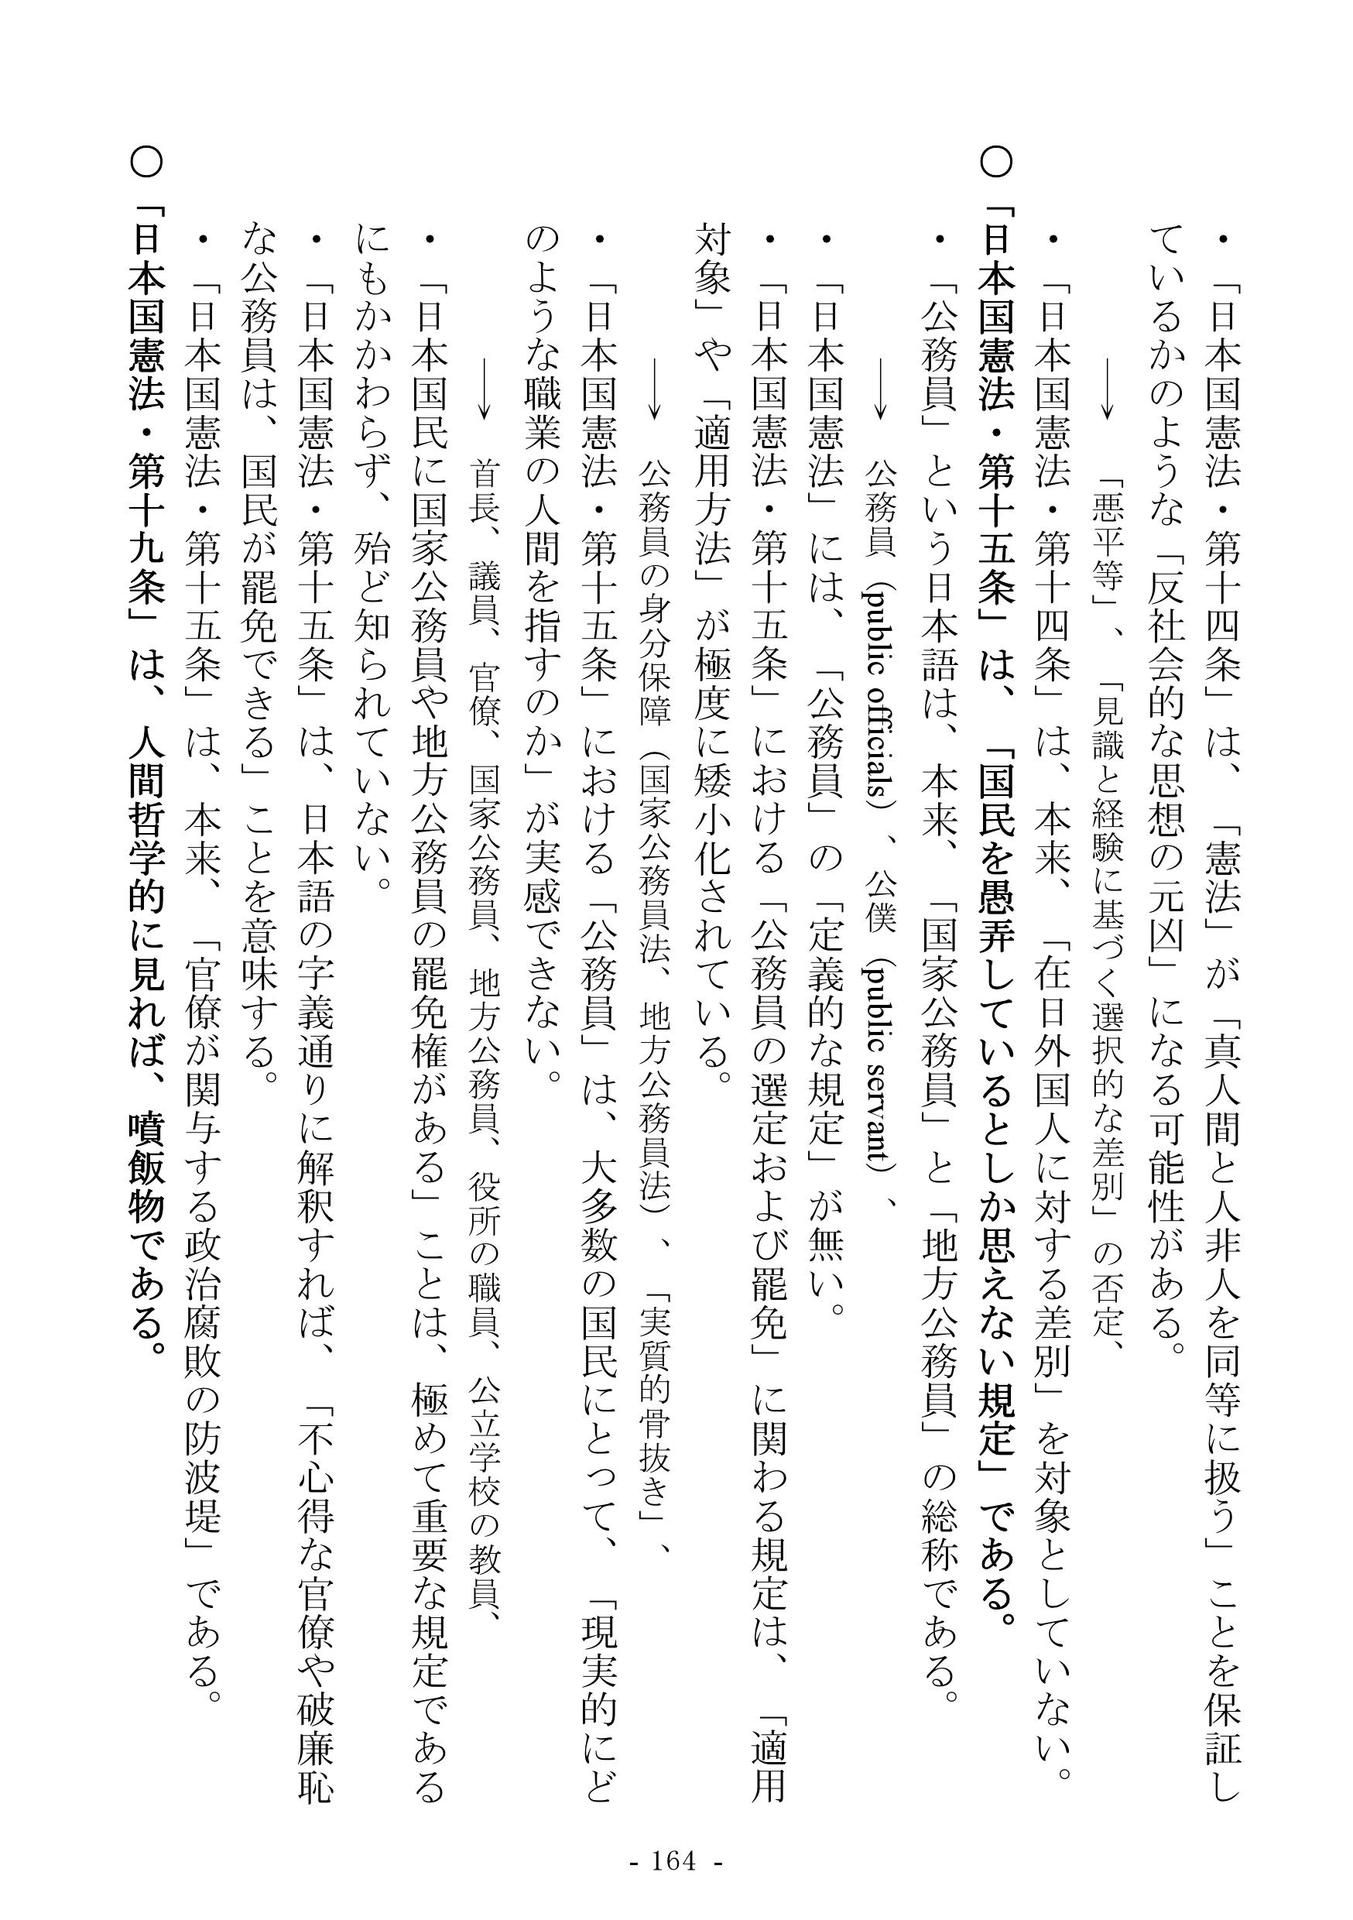 ・「日本国憲法・第十四条」は、「憲法」が「真人間と人非人を同等に扱う」ことを保証し
ているかのような「反社会的な思想の元凶」になる可能性がある。
→ 「悪平等」、「見識と経験に基づく選択的な差別」の否定、
・「日本国憲法・第十四条」は、本来、「在日外国人に対する差別」を対象としていない。
○「日本国憲法・第十五条」は、「国民を愚弄しているとしか思えない規定」である。
・「公務員」という日本語は、本来、「国家公務員」と「地方公務員」の総称である。
→ 公務員（public officials）、公僕（public servant）、
・「日本国憲法」には、「公務員」の「定義的な規定」が無い。
・「日本国憲法・第十五条」における「公務員の選定および罷免」に関わる規定は、「適用
対象」や「適用方法」が極度に矮小化されている。
→ 公務員の身分保障（国家公務員法、地方公務員法）、「実質的骨抜き」、
・「日本国憲法・第十五条」における「公務員」は、大多数の国民にとって、「現実的にど
のような職業の人間を指すのか」が実感できない。
→ 首長、議員、官僚、国家公務員、地方公務員、役所の職員、公立学校の教員、
・「日本国民に国家公務員や地方公務員の罷免権がある」ことは、極めて重要な規定である
にもかかわらず、殆ど知られていない。
・「日本国憲法・第十五条」は、日本語の字義通りに解釈すれば、「不心得な官僚や破廉恥
な公務員は、国民が罷免できる」ことを意味する。
・「日本国憲法・第十五条」は、本来、「官僚が関与する政治腐敗の防波堤」である。
○「日本国憲法・第十九条」は、人間哲学的に見れば、噴飯物である。
- 164 -